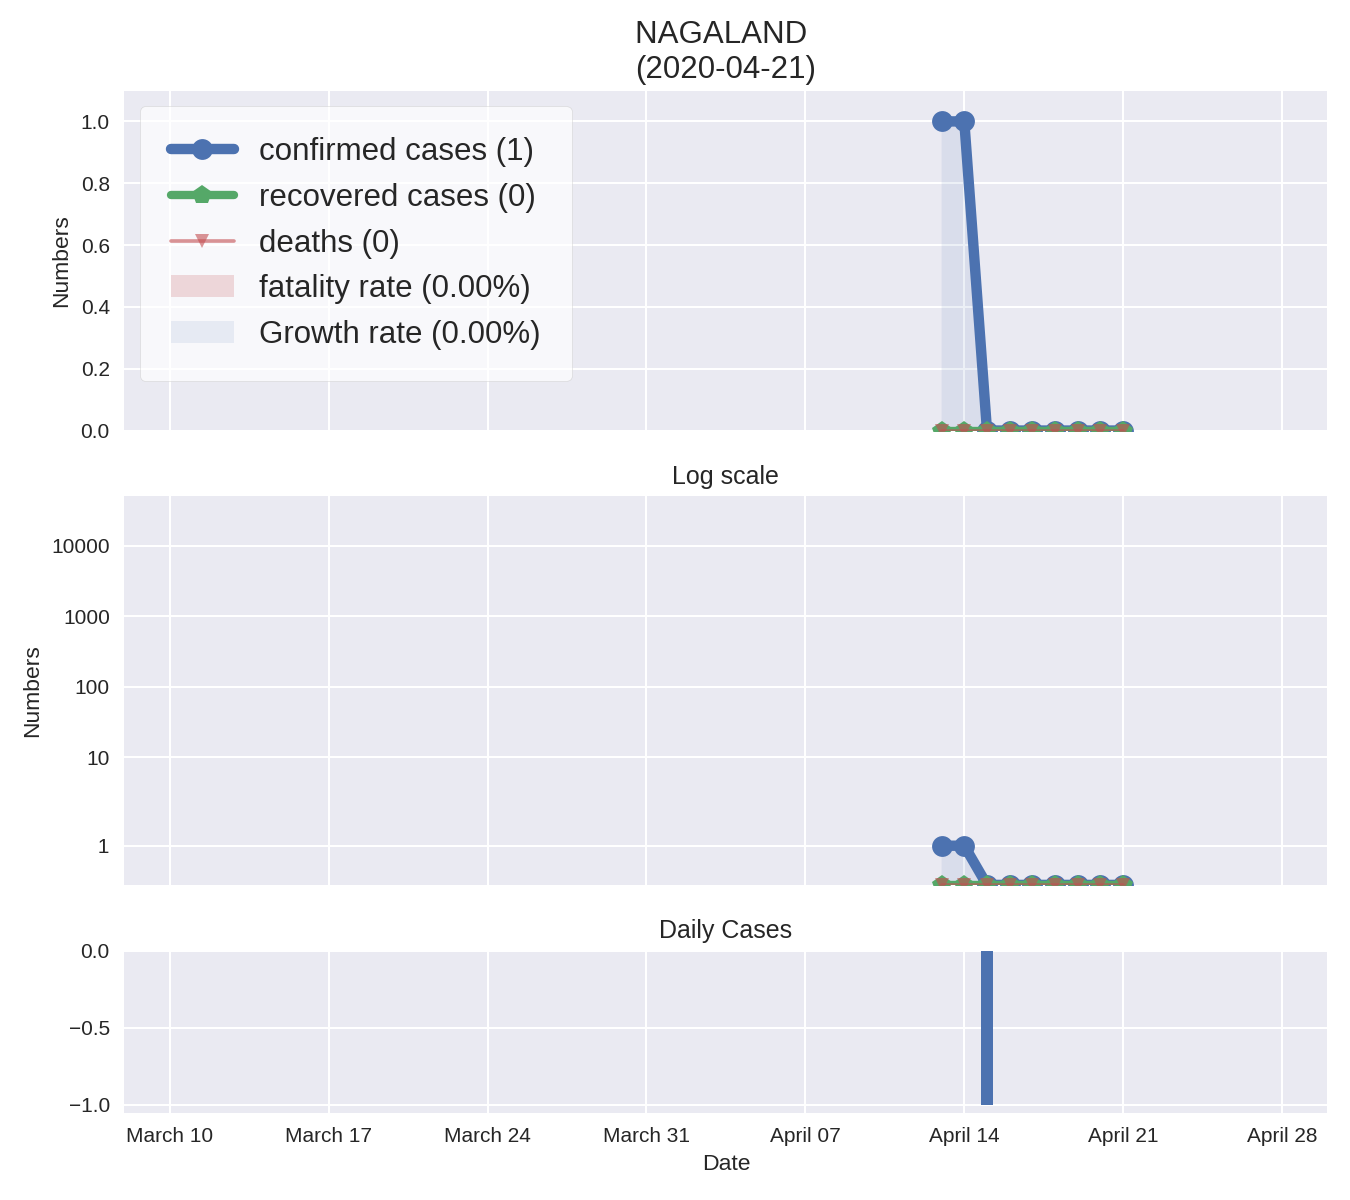 NAGALAND
(2020-04-21)
1.0
0.8
0.6
0.4
0.2
0.0
Numbers
confirmed cases (1)
recovered cases (0)
deaths (0)
fatality rate (0.00%)
Growth rate (0.00%)
Log scale
10000
1000
100
10
1
Numbers
Daily Cases
0.0
−0.5
−1.0
March 10 March 17 March 24 March 31 April 07 April 14 April 21 April 28
Date